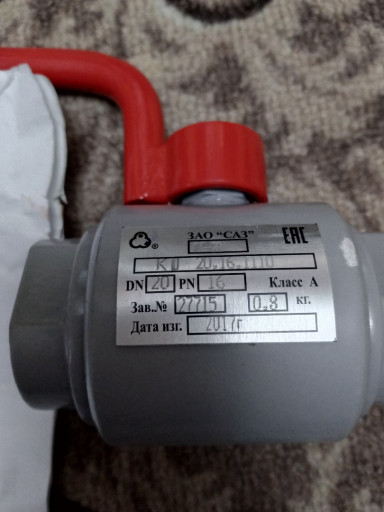 ЗАО "САЗ" ЕАС
20.16.1110
DN 20 PN 16 Класс А
Зав.№ 27715 0,8 кг.
Дата изг. 2017г